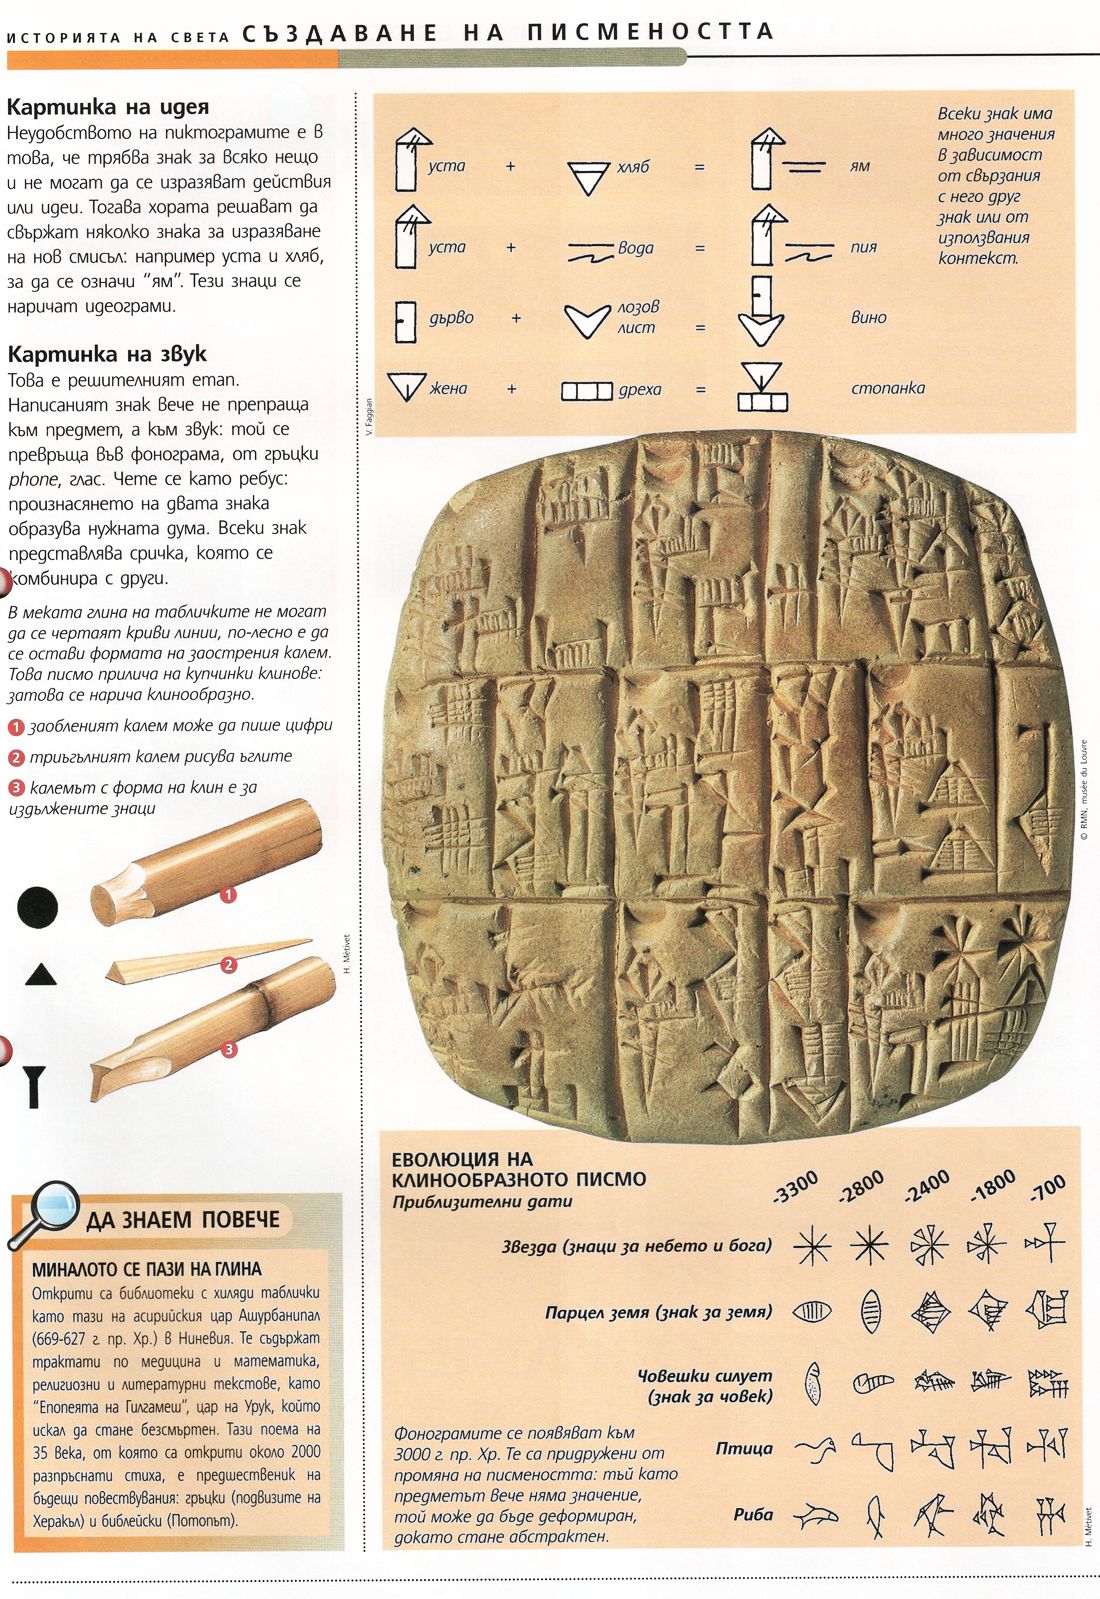 ИСТОРИЯТА НА СВЕТА СЪЗДАВАНЕ НА ПИСМЕНОСТТА
Картинка на идея
Неудобството на пиктограмите е в
това, че трябва знак за всяко нещо
и не могат да се изразяват действия
или идеи. Тогава хората решават да
свържат няколко знака за изразяване
на нов смисъл: например уста и хляб,
за да се означи “ям”. Тези знаци се
наричат идеограми.
Картинка на звук
Това е решителният етап.
Написаният знак вече не препраща
към предмет, а към звук: той се
превръща във фонограма, от гръцки
phone, глас. Чете се като ребус:
произнасянето на двата знака
образува нужната дума. Всеки знак
представлява сричка, която се
комбинира с други.
В меката глина на табличките не могат
да се чертаят криви линии, по-лесно е да
се остави формата на заострения калем.
Това писмо прилича на купчинки клинове:
затова се нарича клинообразно.
1 заобленият калем може да пише цифри
2 триъгълният калем рисува ъглите
3 калемът с форма на клин е за
издължените знаци
1
2
3
H. Métivet
ДА ЗНАЕМ ПОВЕЧЕ
МИНАЛОТО СЕ ПАЗИ НА ГЛИНА
Открити са библиотеки с хиляди таблички
като тази на асирийския цар Ашурбанипал
(669-627 г. пр. Хр.) в Ниневия. Те съдържат
трактати по медицина и математика,
религиозни и литературни текстове, като
“Епопеята на Гилгамеш”, цар на Урук, който
искал да стане безсмъртен. Тази поема на
35 века, от която са открити около 2000
разпръснати стиха, е предшественик на
бъдещи повествувания: гръцки (подвизите на
Херакъл) и библейски (Потопът).
уста + хляб = ям
уста + вода = пия
дърво + лозов лист = вино
жена + дреха = стопанка
Всеки знак има
много значения
в зависимост
от свързания
с него друг
знак или от
използвания
контекст.
V. Faggian
© RMN, musée du Louvre
ЕВОЛЮЦИЯ НА
КЛИНООБРАЗНОТО ПИСМО
Приблизителни дати
-3300 -2800 -2400 -1800 -700
Звезда (знаци за небето и бога)
Парцел земя (знак за земя)
Човешки силует
(знак за човек)
Птица
Риба
Фонограмите се появяват към
3000 г. пр. Хр. Те са придружени от
промяна на писмеността: тъй като
предметът вече няма значение,
той може да бъде деформиран,
докато стане абстрактен.
H. Métivet